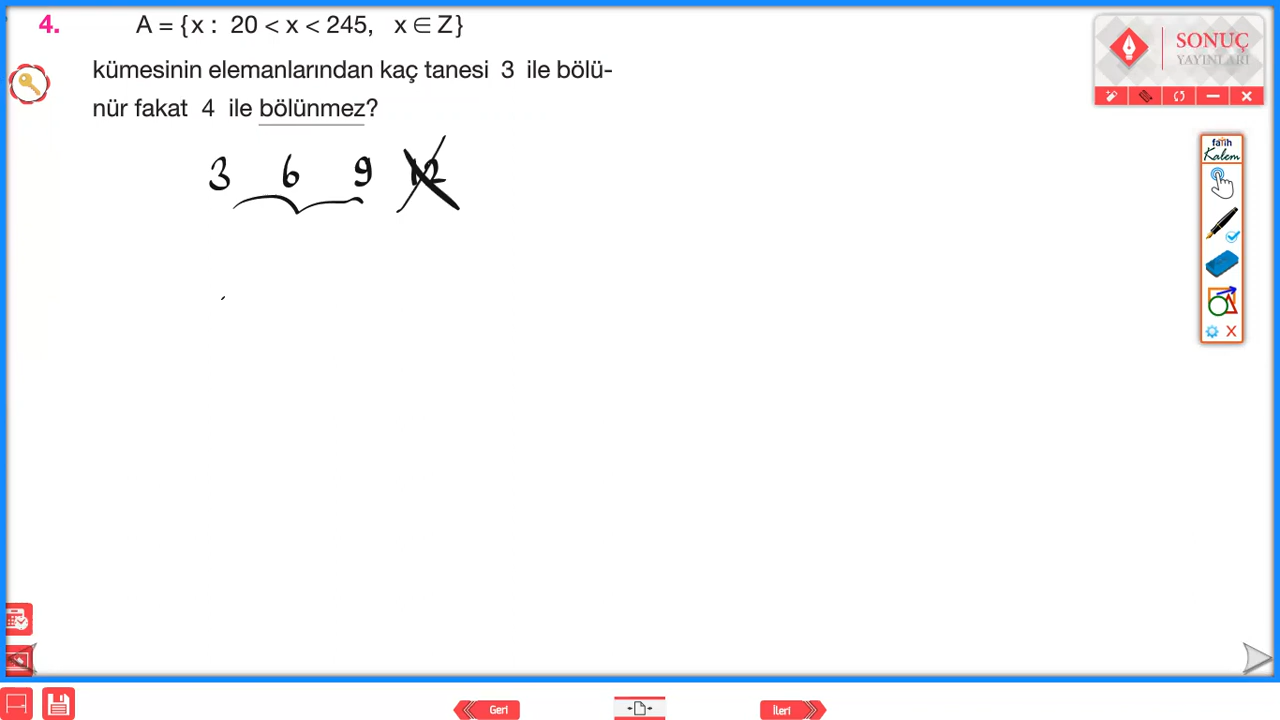 4. A = {x : 20 < x < 245, x ∈ Z}
kümesinin elemanlarından kaç tanesi 3 ile bölü-
nür fakat 4 ile bölünmez?
3 6 9 12
SONUÇ
YAYINLARI
fatih
Kalem
Geri
İleri